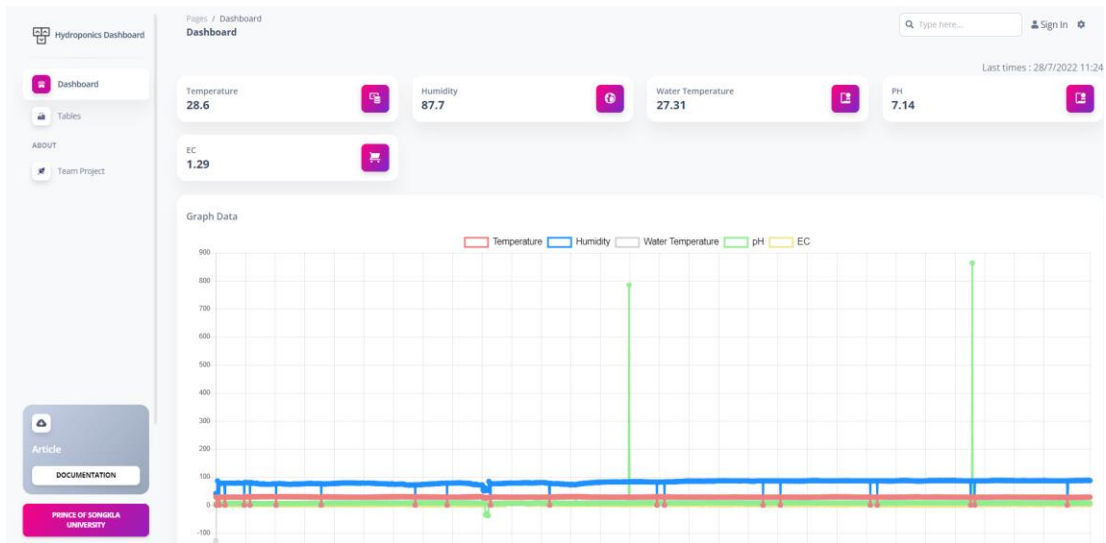 Hydroponics Dashboard
Dashboard
Tables
ABOUT
Team Project
Article
DOCUMENTATION
PRINCE OF SONGKLA
UNIVERSITY
Pages / Dashboard
Dashboard
Type here...
Sign In
Last times : 28/7/2022 11:24
Temperature
28.6
Humidity
87.7
Water Temperature
27.31
PH
7.14
EC
1.29
Graph Data
Temperature Humidity Water Temperature pH EC
900
800
700
600
500
400
300
200
100
0
-100